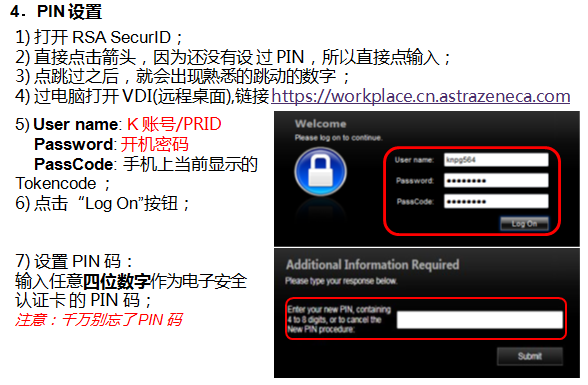 4. PIN 设置
1) 打开 RSA SecurID；
2) 直接点击箭头，因为还没有设过 PIN，所以直接点输入；
3) 点跳过之后，就会出现熟悉的跳动的数字；
4) 过电脑打开 VDI(远程桌面),链接 https://workplace.cn.astrazeneca.com
5) User name: K 账号/PRID
Password: 开机密码
PassCode: 手机上当前显示的
Tokencode ；
6) 点击“Log On”按钮；
Welcome
Please log on to continue.
User name: knpg564
Password: ••••••••
PassCode: ••••••••
Log On
7) 设置 PIN 码：
输入任意四位数字作为电子安全
认证卡的 PIN 码；
注意：千万别忘了 PIN 码
Additional Information Required
Please type your response below.
Enter your new PIN, containing
4 to 8 digits, or to cancel the
New PIN procedure:
Submit